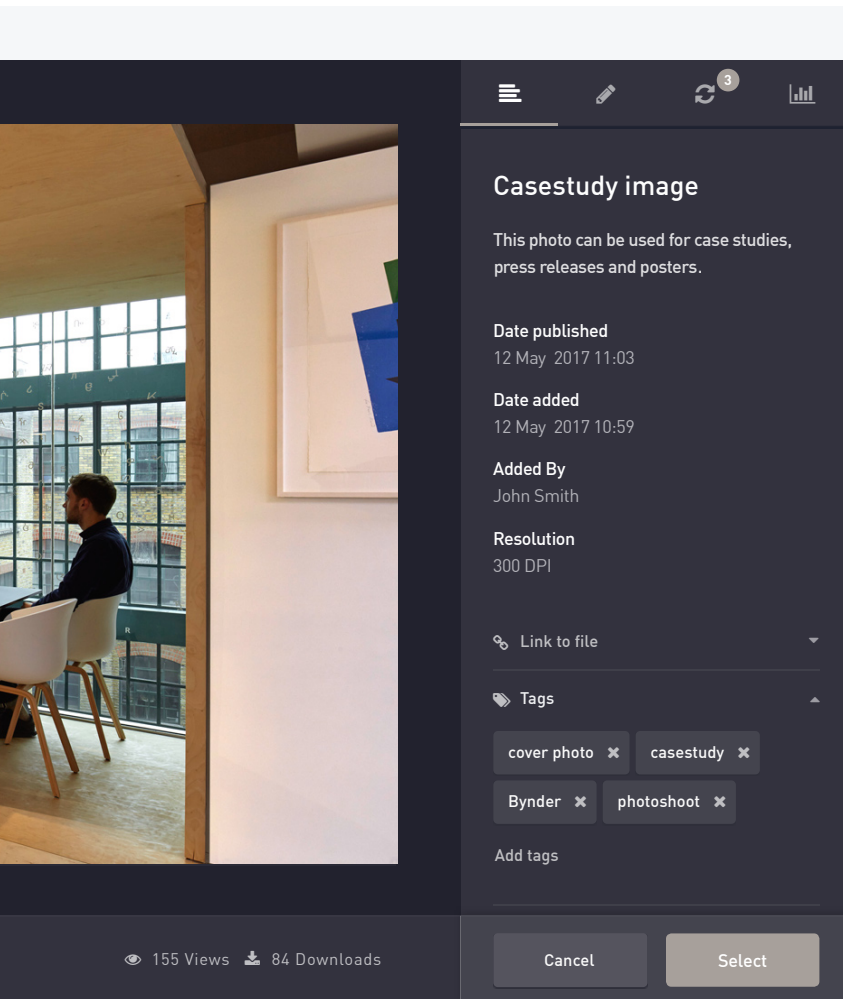 3
Casestudy image
This photo can be used for case studies,
press releases and posters.
Date published
12 May 2017 11:03
Date added
12 May 2017 10:59
Added By
John Smith
Resolution
300 DPI
Link to file
Tags
cover photo
casestudy
Bynder
photoshoot
Add tags
155 Views 84 Downloads
Cancel
Select